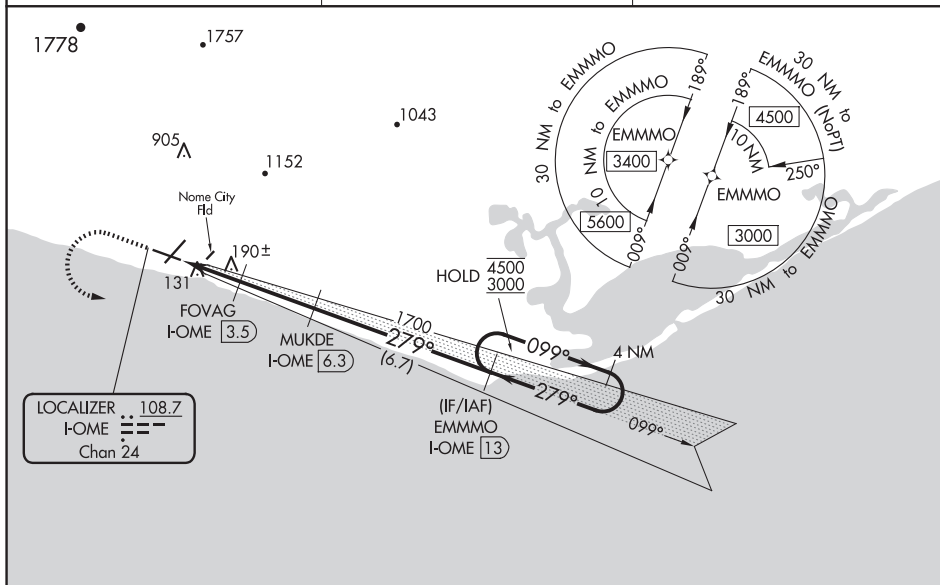 1778
1757
1043
905
1152
Nome City
Fld
190±
131
FOVAG
I-OME 3.5
MUKDE
I-OME 6.3
1700
279°
(6.7)
HOLD 4500
3000
099°
4 NM
279°
099°
(IF/IAF)
EMMMO
I-OME 13
LOCALIZER 108.7
I-OME
Chan 24
30 NM to EMMMO
10 NM to EMMMO
189°
EMMMO
3400
5600
009°
30 NM to
EMMMO (NoPT)
189°
4500
10 NM
250°
EMMMO
3000
009°
30 NM to EMMMO